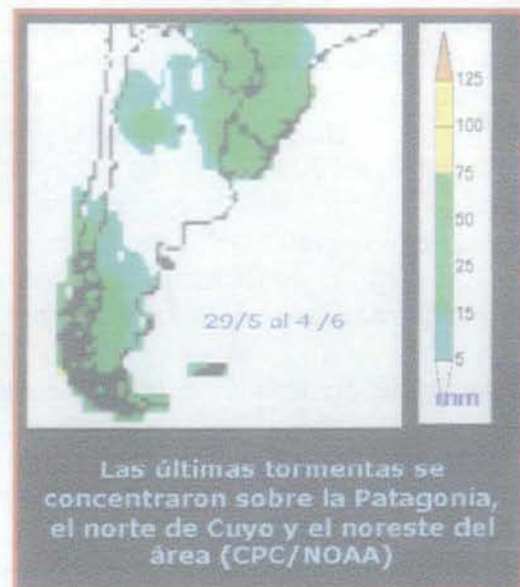 125
100
75
50
25
15
5
mm
29/5 al 4/6
Las últimas tormentas se
concentraron sobre la Patagonia,
el norte de Cuyo y el noreste del
área (CPC/NOAA)